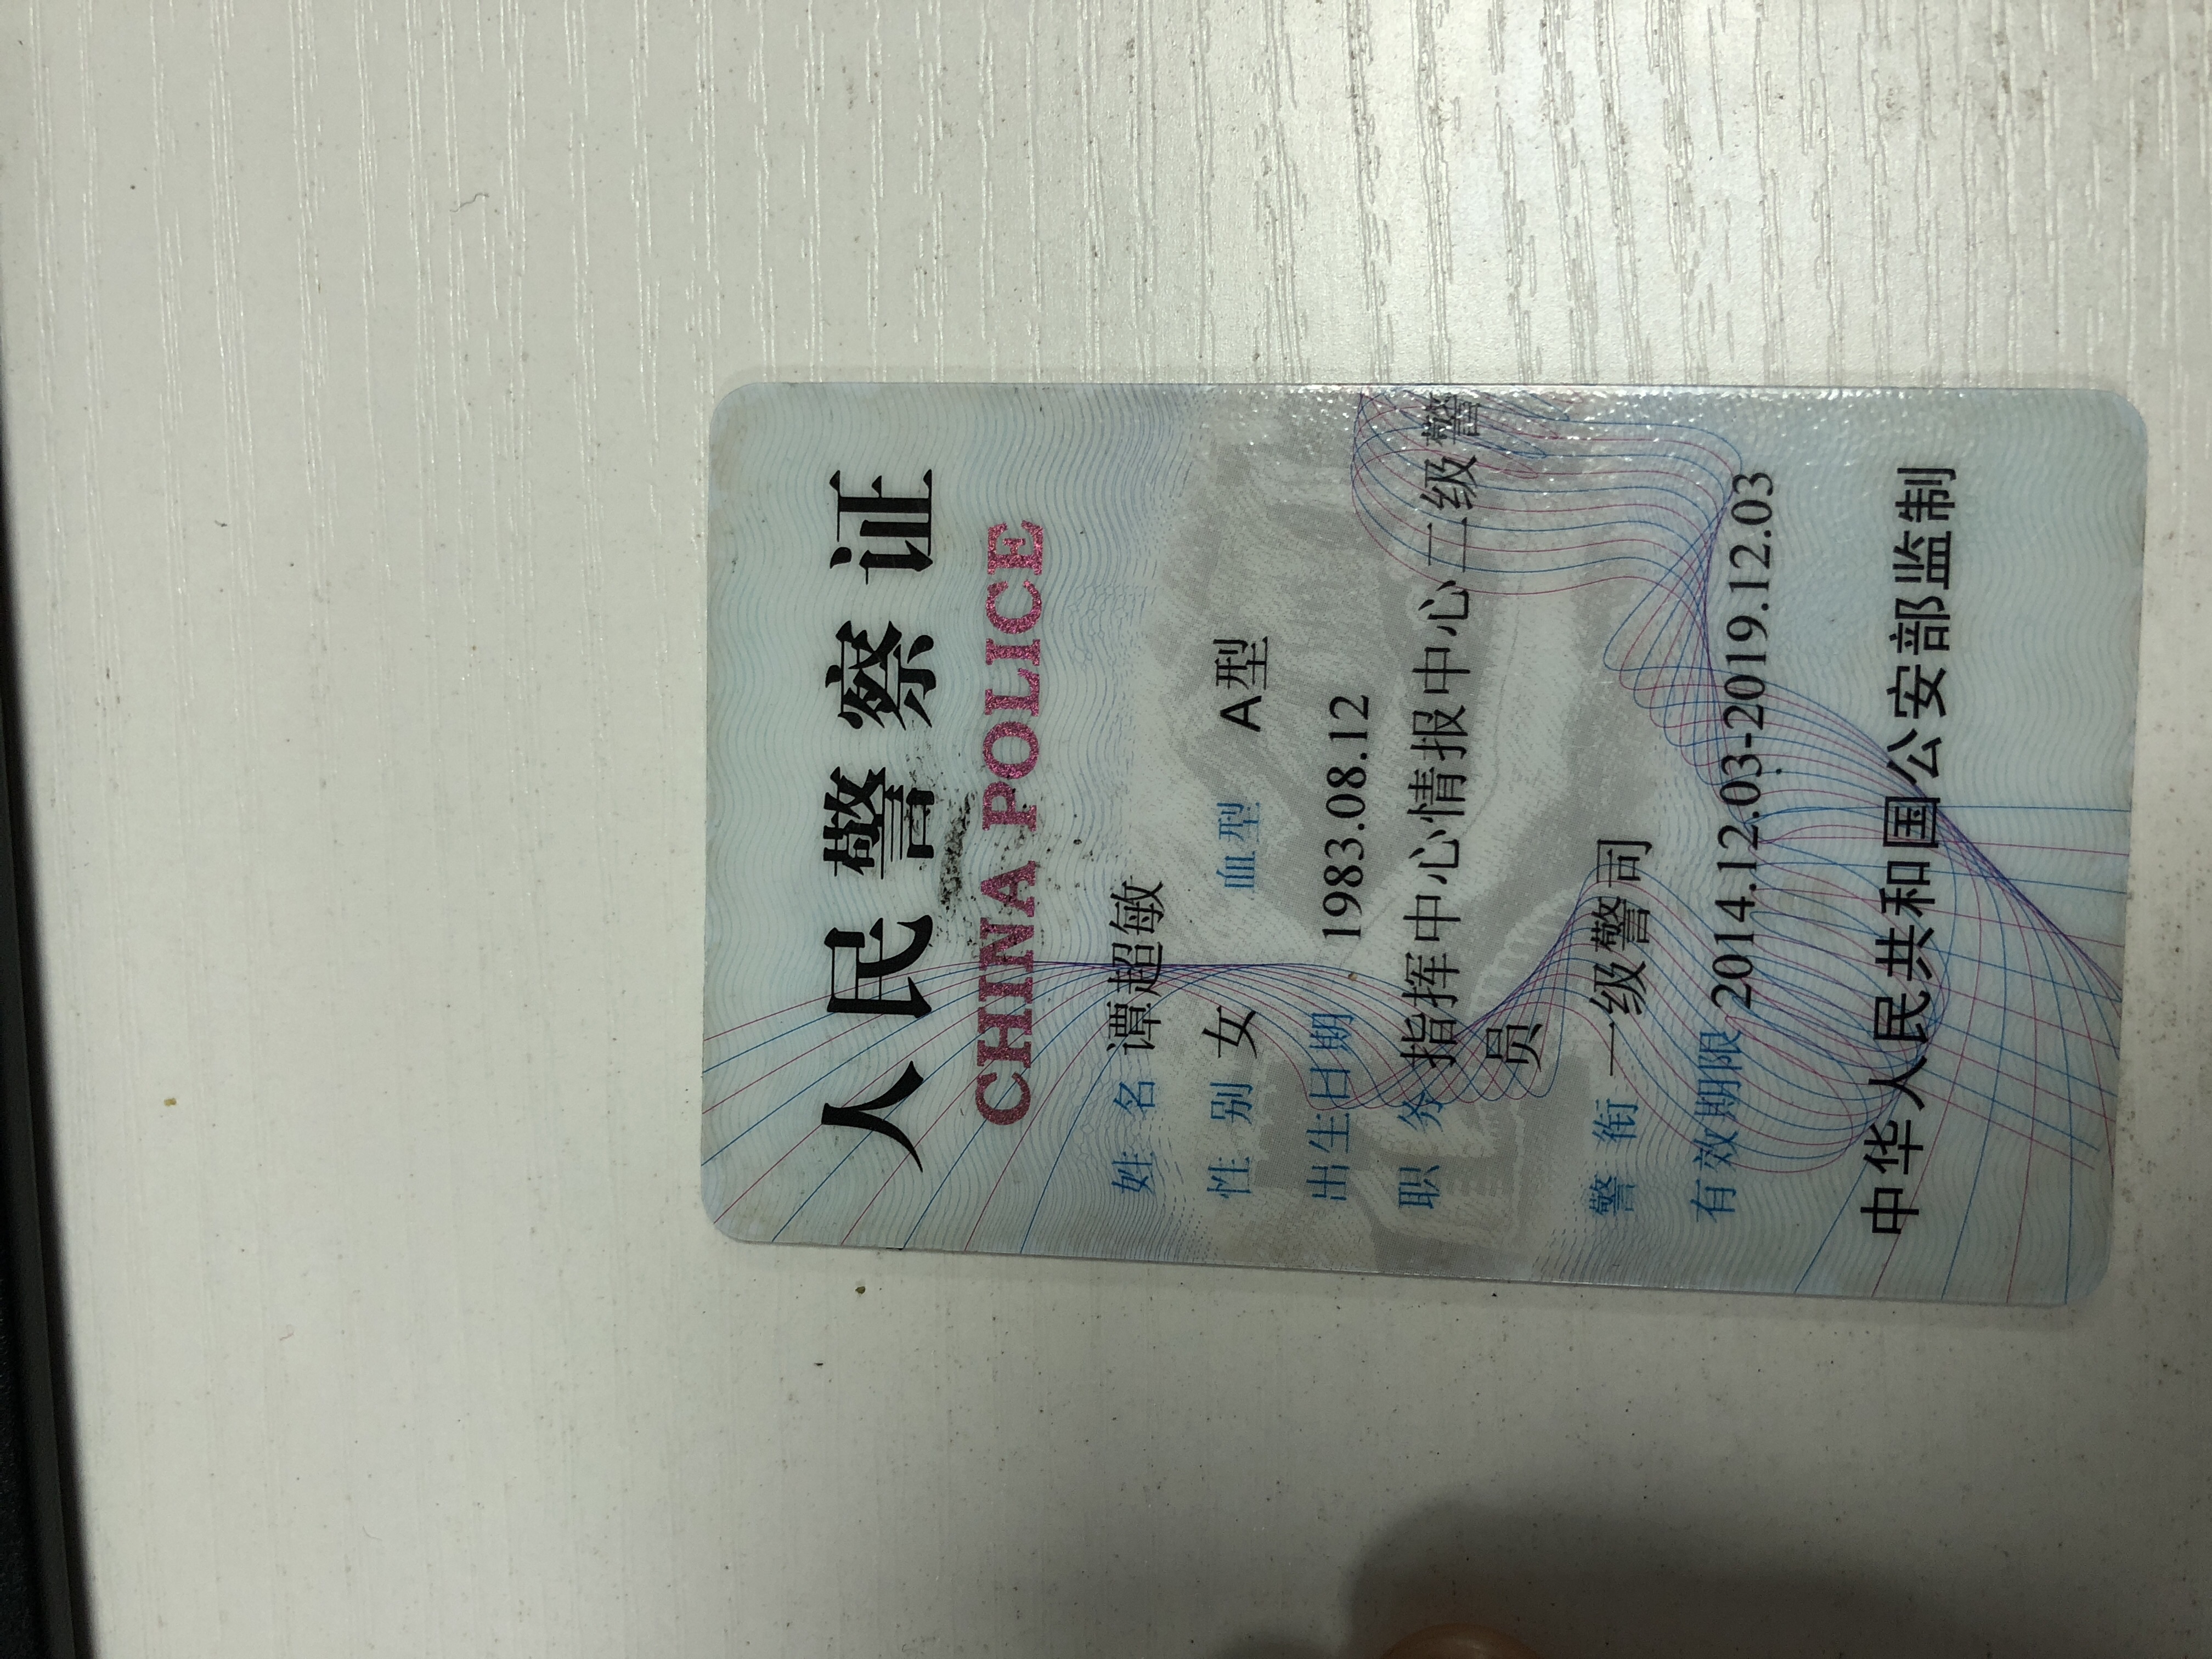 人民警察证
CHINA POLICE
姓 名 谭超敏
性 别 女 血型 A型
出生日期 1983.08.12
职 务 指挥中心情报中心二级警
员
警 衔 一级警司
有效期限 2014.12.03-2019.12.03
中华人民共和国公安部监制